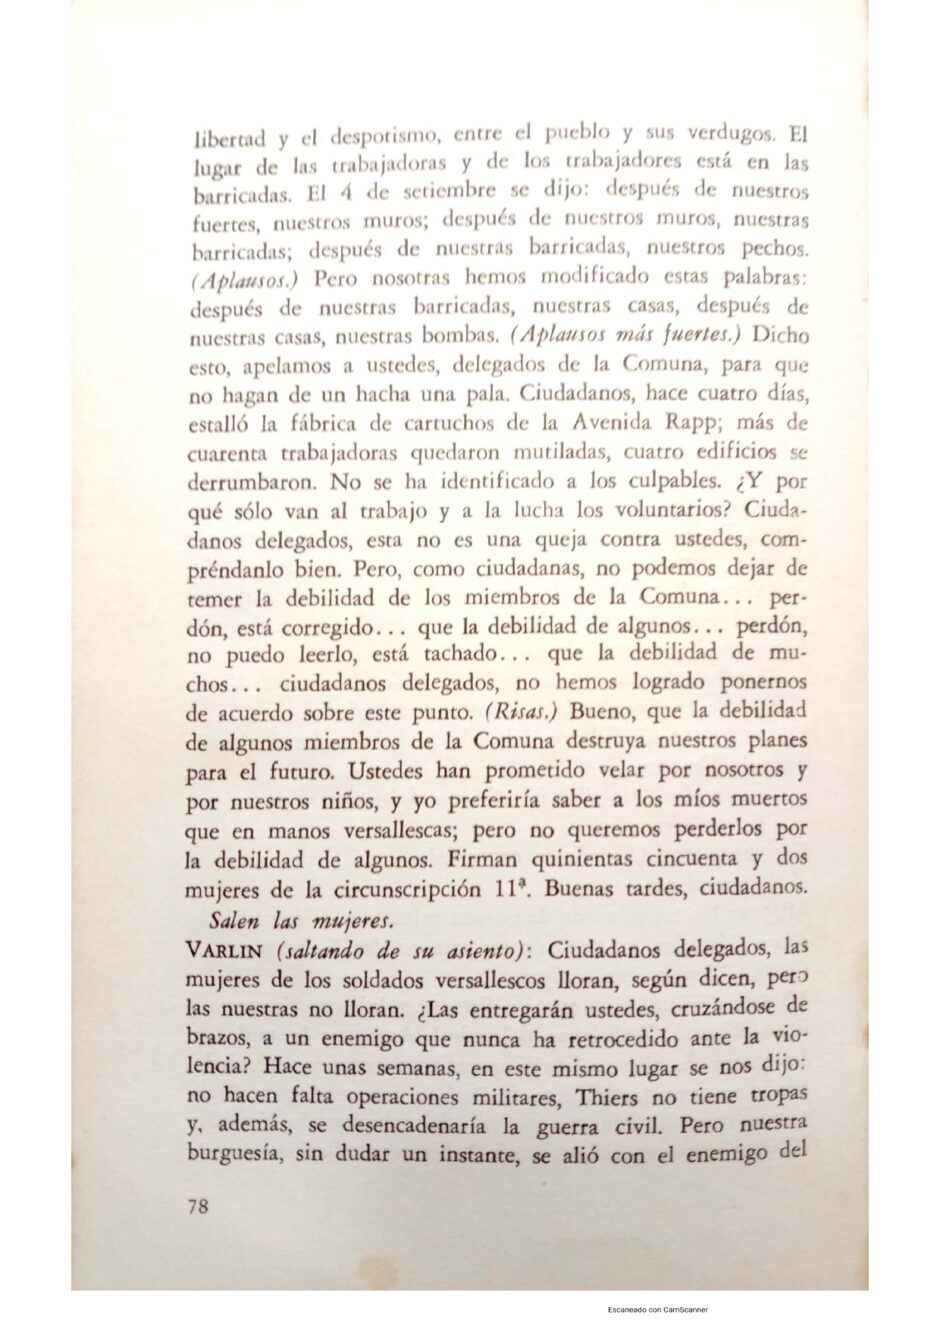 libertad y el despotismo, entre el pueblo y sus verdugos. El
lugar de las trabajadoras y de los trabajadores está en las
barricadas. El 4 de setiembre se dijo: después de nuestros
fuertes, nuestros muros; después de nuestros muros, nuestras
barricadas; después de nuestras barricadas, nuestros pechos.
(Aplausos.) Pero nosotras hemos modificado estas palabras:
después de nuestras barricadas, nuestras casas, después de
nuestras casas, nuestras bombas. (Aplausos más fuertes.) Dicho
esto, apelamos a ustedes, delegados de la Comuna, para que
no hagan de un hacha una pala. Ciudadanos, hace cuatro días,
estalló la fábrica de cartuchos de la Avenida Rapp; más de
cuarenta trabajadoras quedaron mutiladas, cuatro edificios se
derrumbaron. No se ha identificado a los culpables. ¿Y por
qué sólo van al trabajo y a la lucha los voluntarios? Ciuda-
danos delegados, esta no es una queja contra ustedes, com-
préndanlo bien. Pero, como ciudadanas, no podemos dejar de
temer la debilidad de los miembros de la Comuna... per-
dón, está corregido... que la debilidad de algunos... perdón,
no puedo leerlo, está tachado... que la debilidad de mu-
chos... ciudadanos delegados, no hemos logrado ponernos
de acuerdo sobre este punto. (Risas.) Bueno, que la debilidad
de algunos miembros de la Comuna destruya nuestros planes
para el futuro. Ustedes han prometido velar por nosotros y
por nuestros niños, y yo preferiría saber a los míos muertos
que en manos versallescas; pero no queremos perderlos por
la debilidad de algunos. Firman quinientas cincuenta y dos
mujeres de la circunscripción 11ª. Buenas tardes, ciudadanos.
Salen las mujeres.
VARLIN (saltando de su asiento): Ciudadanos delegados, las
mujeres de los soldados versallescos lloran, según dicen, pero
las nuestras no lloran. ¿Las entregarán ustedes, cruzándose de
brazos, a un enemigo que nunca ha retrocedido ante la vio-
lencia? Hace unas semanas, en este mismo lugar se nos dijo:
no hacen falta operaciones militares, Thiers no tiene tropas
y, además, se desencadenaría la guerra civil. Pero nuestra
burguesía, sin dudar un instante, se alió con el enemigo del
78
Escaneado con CamScanner